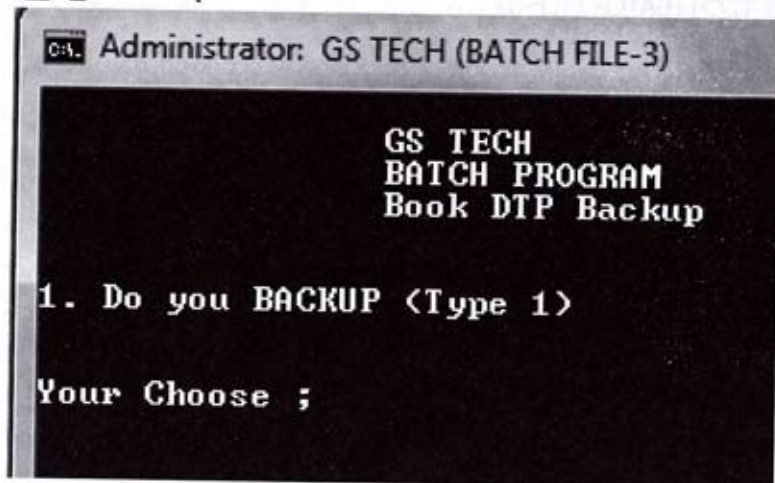 Administrator: GS TECH (BATCH FILE-3)
GS TECH
BATCH PROGRAM
Book DTP Backup
1. Do you BACKUP (Type 1)
Your Choose ;